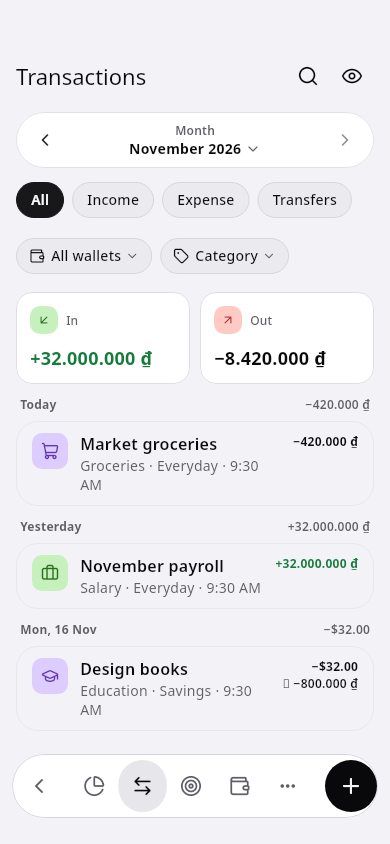 Transactions
Month
November 2026
All Income Expense Transfers
All wallets Category
In
+32.000.000 ₫
Out
−8.420.000 ₫
Today −420.000 ₫
Market groceries −420.000 ₫
Groceries · Everyday · 9:30
AM
Yesterday +32.000.000 ₫
November payroll +32.000.000 ₫
Salary · Everyday · 9:30 AM
Mon, 16 Nov −$32.00
Design books −$32.00
Education · Savings · 9:30 −800.000 ₫
AM